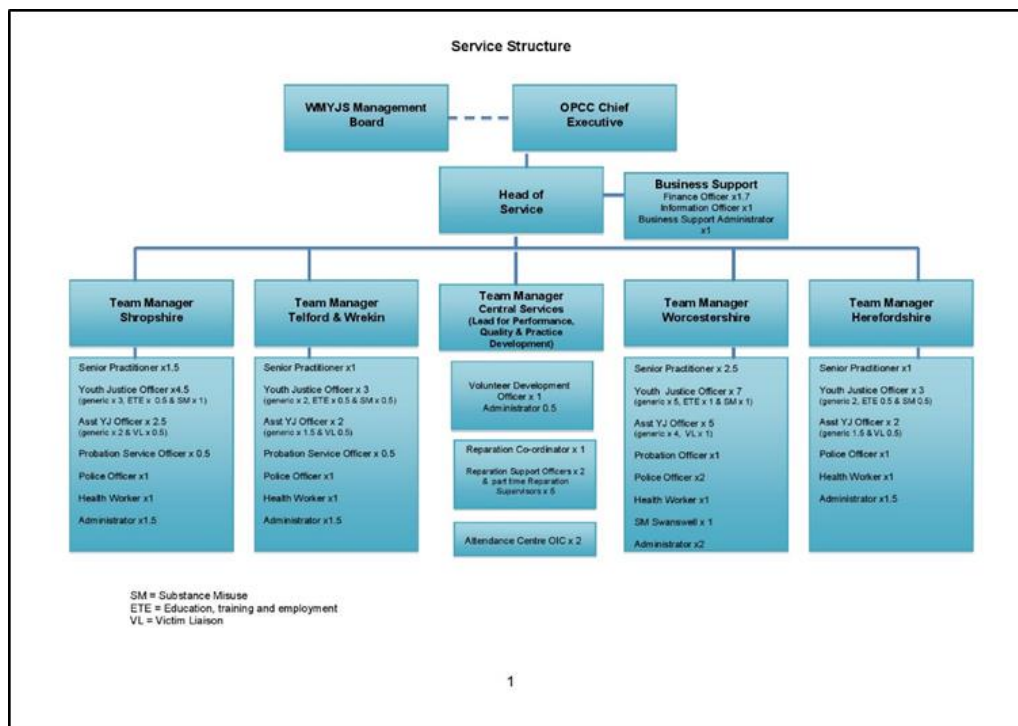 Service Structure
WMYJS Management
Board
OPCC Chief
Executive
Head of
Service
Business Support
Finance Officer x1.7
Information Officer x1
Business Support Administrator
x1
Team Manager
Shropshire
Senior Practitioner x1.5
Youth Justice Officer x4.5
(generic x 3, ETE x 0.5 & SM x 1)
Asst YJ Officer x 2.5
(generic x 2 & VL x 0.5)
Probation Service Officer x 0.5
Police Officer x1
Health Worker x1
Administrator x1.5
Team Manager
Telford & Wrekin
Senior Practitioner x1
Youth Justice Officer x 3
(generic x 2, ETE x 0.5 & SM x 0.5)
Asst YJ Officer x 2
(generic x 1.5 & VL 0.5)
Probation Service Officer x 0.5
Police Officer x1
Health Worker x1
Administrator x1.5
Team Manager
Central Services
(Lead for Performance,
Quality & Practice
Development)
Volunteer Development
Officer x 1
Administrator 0.5
Reparation Co-ordinator x 1
Reparation Support Officers x 2
& part time Reparation
Supervisors x 5
Attendance Centre OIC x 2
Team Manager
Worcestershire
Senior Practitioner x 2.5
Youth Justice Officer x 7
(generic x 5, ETE x 1 & SM x 1)
Asst YJ Officer x 5
(generic x 4, VL x 1)
Probation Officer x1
Police Officer x2
Health Worker x1
SM Swanswell x 1
Administrator x2
Team Manager
Herefordshire
Senior Practitioner x1
Youth Justice Officer x 3
(generic 2, ETE 0.5 & SM 0.5)
Asst YJ Officer x 2
(generic 1.5 & VL 0.5)
Police Officer x1
Health Worker x1
Administrator x1.5
SM = Substance Misuse
ETE = Education, training and employment
VL = Victim Liaison
1